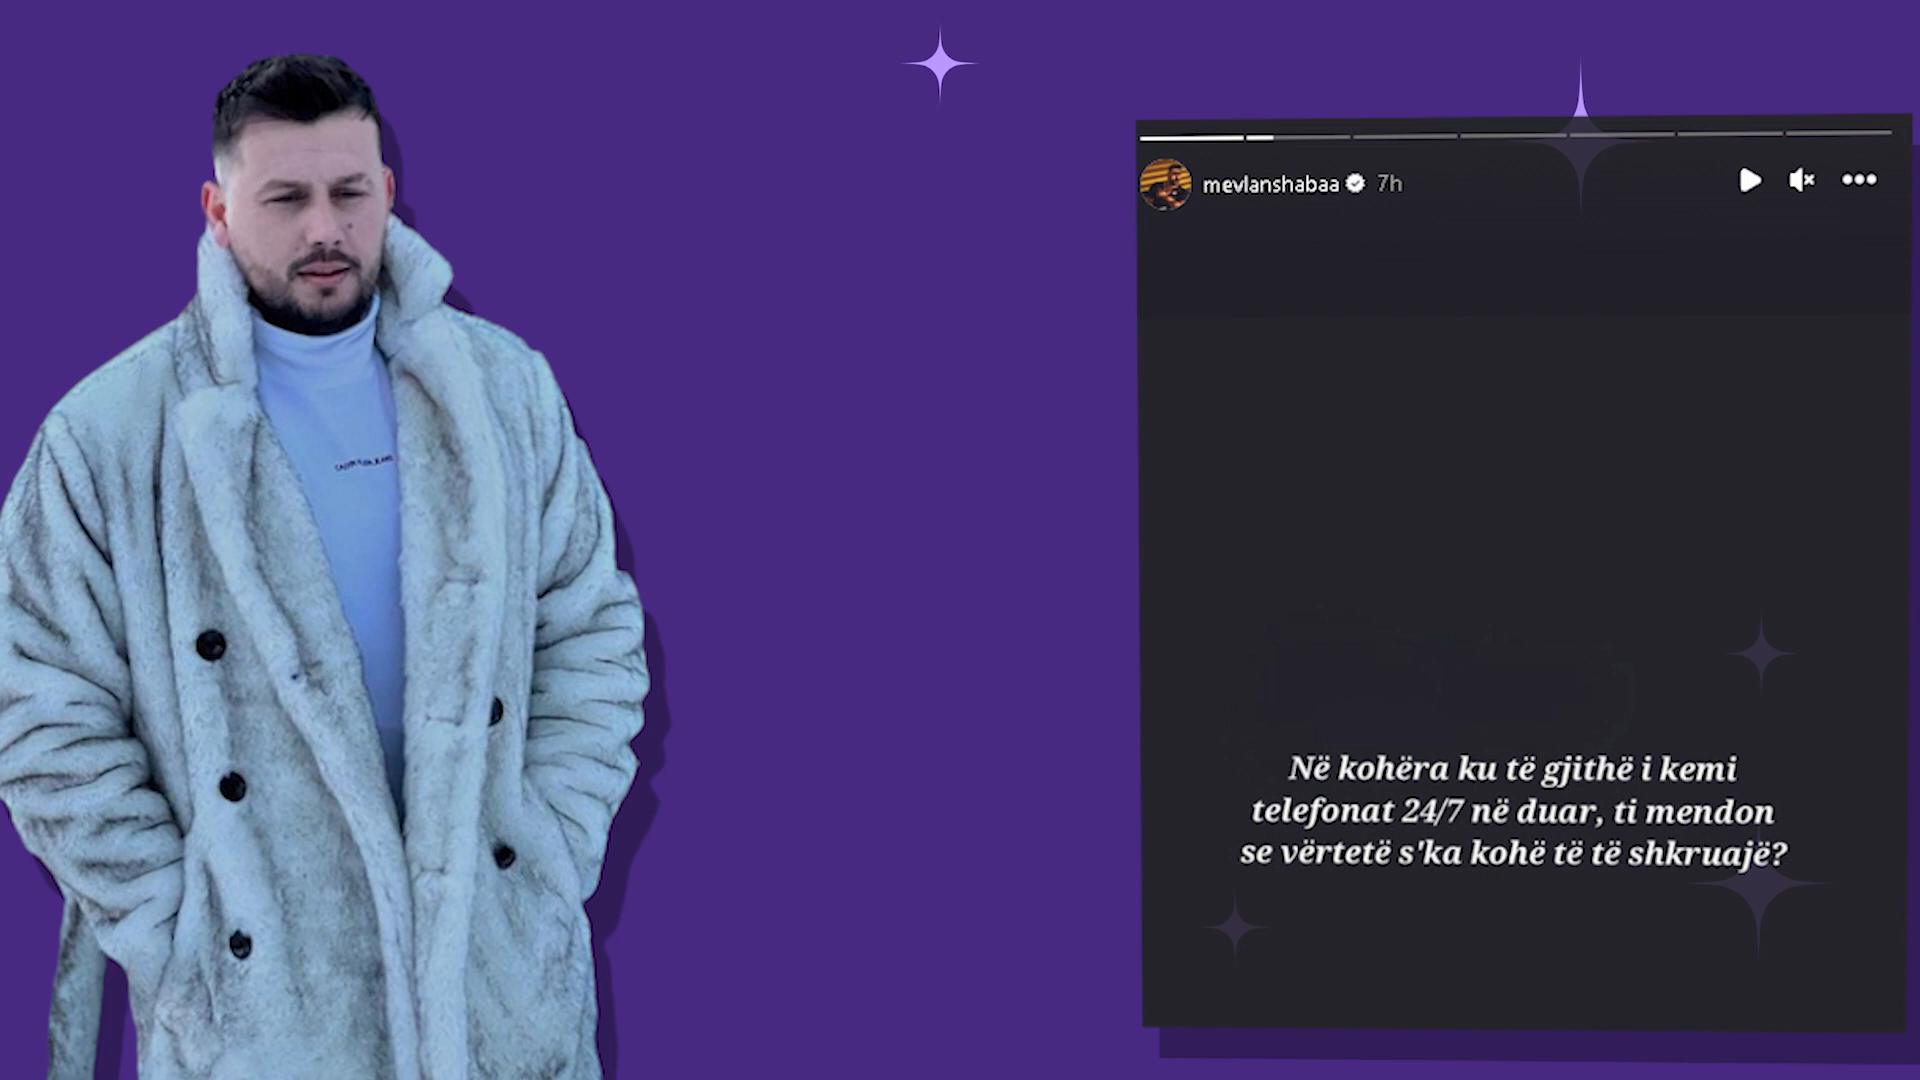 mevlanshabaa 7h
Në kohëra ku të gjithë i kemi
telefonat 24/7 në duar, ti mendon
se vërtetë s'ka kohë të të shkruajë?